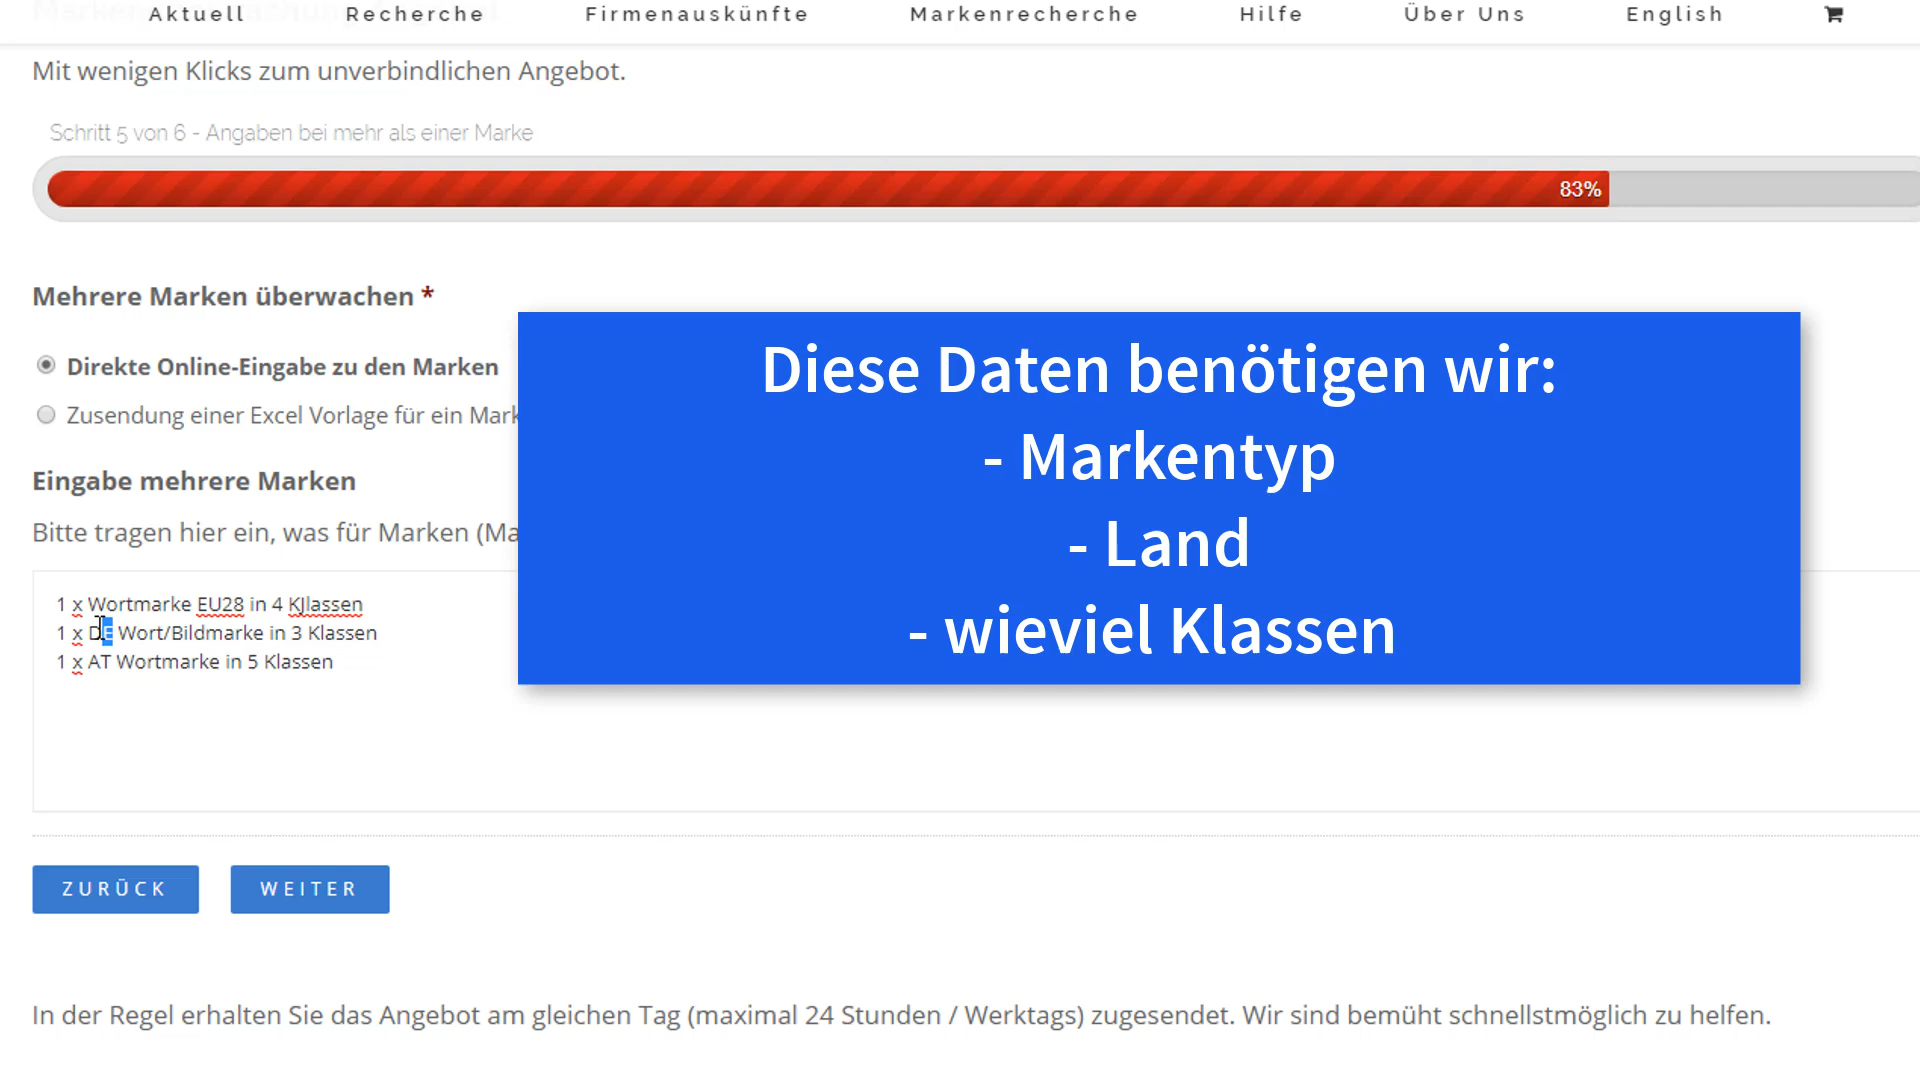 Aktuell Recherche Firmenauskünfte Markenrecherche Hilfe Über Uns English
Mit wenigen Klicks zum unverbindlichen Angebot.
Schritt 5 von 6 - Angaben bei mehr als einer Marke
83%
Mehrere Marken überwachen *
Direkte Online-Eingabe zu den Marken
Zusendung einer Excel Vorlage für ein Mark
Eingabe mehrere Marken
Bitte tragen hier ein, was für Marken (Ma
Diese Daten benötigen wir:
- Markentyp
- Land
- wieviel Klassen
1 x Wortmarke EU28 in 4 KJlassen
1 x DE Wort/Bildmarke in 3 Klassen
1 x AT Wortmarke in 5 Klassen
ZURÜCK WEITER
In der Regel erhalten Sie das Angebot am gleichen Tag (maximal 24 Stunden / Werktags) zugesendet. Wir sind bemüht schnellstmöglich zu helfen.